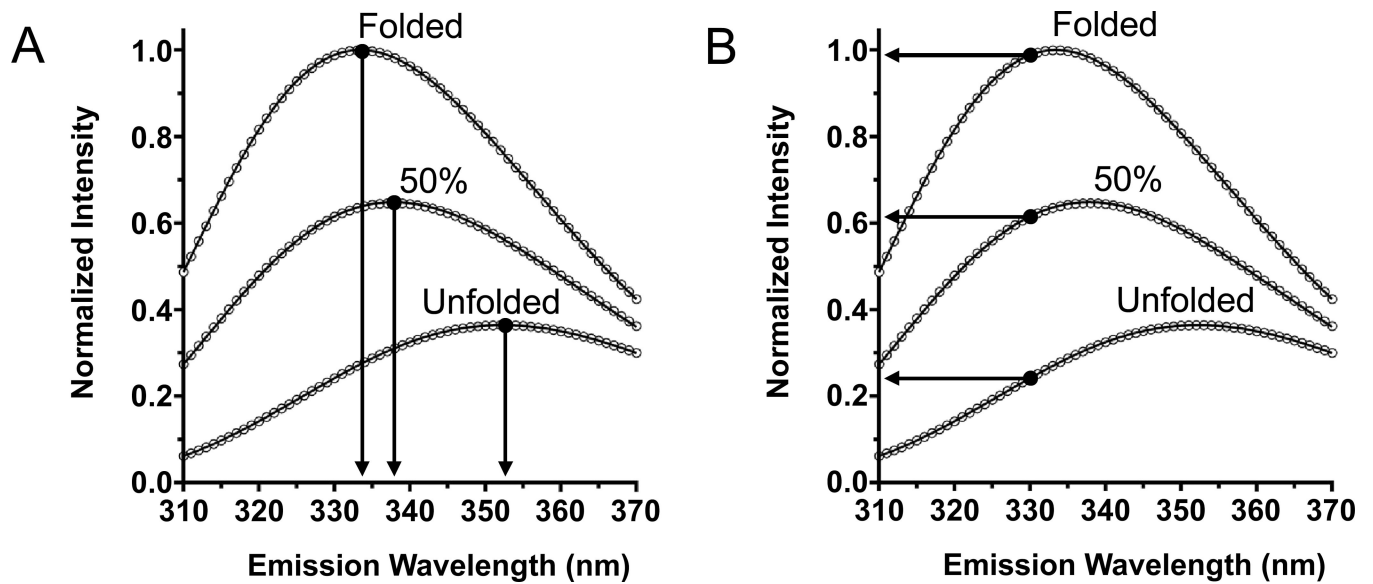 A
Folded
50%
Unfolded
1.0
0.8
0.6
0.4
0.2
0.0
310 320 330 340 350 360 370
Normalized Intensity
Emission Wavelength (nm)
B
Folded
50%
Unfolded
1.0
0.8
0.6
0.4
0.2
0.0
310 320 330 340 350 360 370
Normalized Intensity
Emission Wavelength (nm)